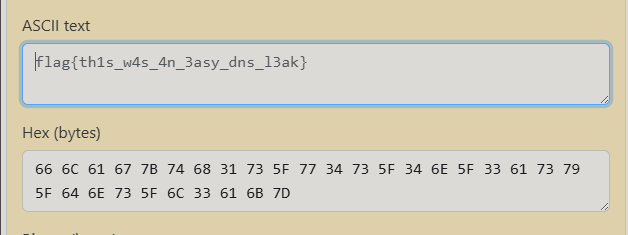 ASCII text
flag{th1s_w4s_4n_3asy_dns_l3ak}
Hex (bytes)
66 6C 61 67 7B 74 68 31 73 5F 77 34 73 5F 34 6E 5F 33 61 73 79
5F 64 6E 73 5F 6C 33 61 6B 7D